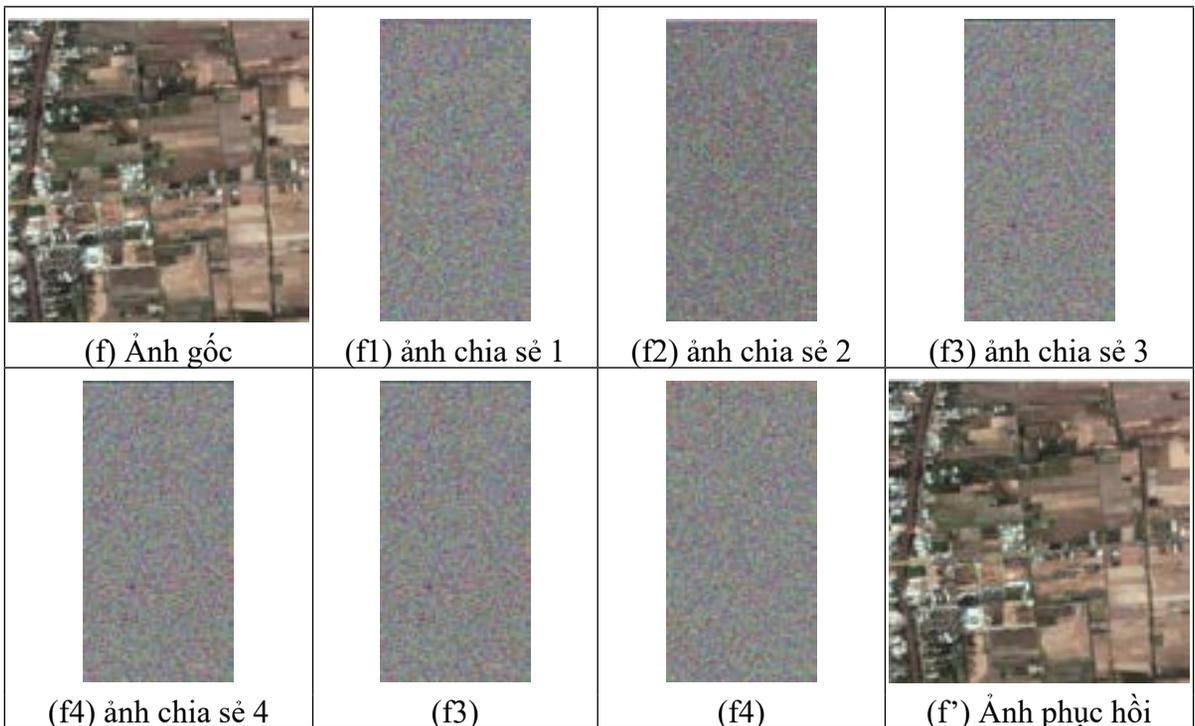 (f) Ảnh gốc
(f1) ảnh chia sẻ 1
(f2) ảnh chia sẻ 2
(f3) ảnh chia sẻ 3
(f4) ảnh chia sẻ 4
(f3)
(f4)
(f’) Ảnh phục hồi